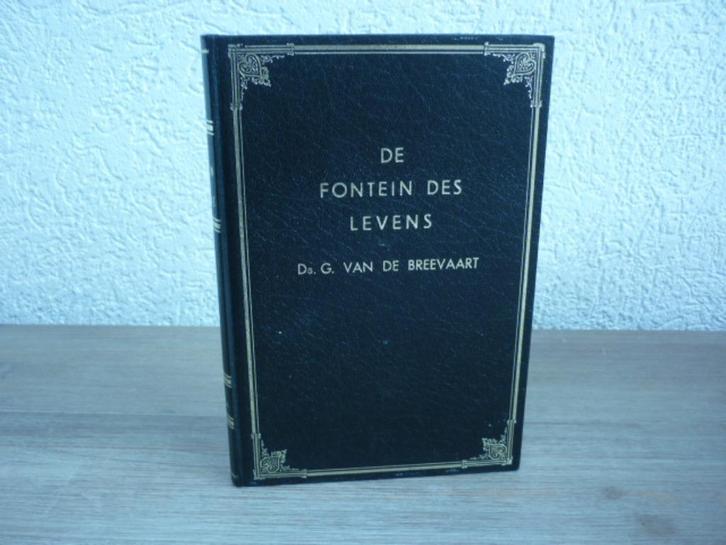 DE
FONTEIN DES
LEVENS
Ds. G. VAN DE BREEVAART